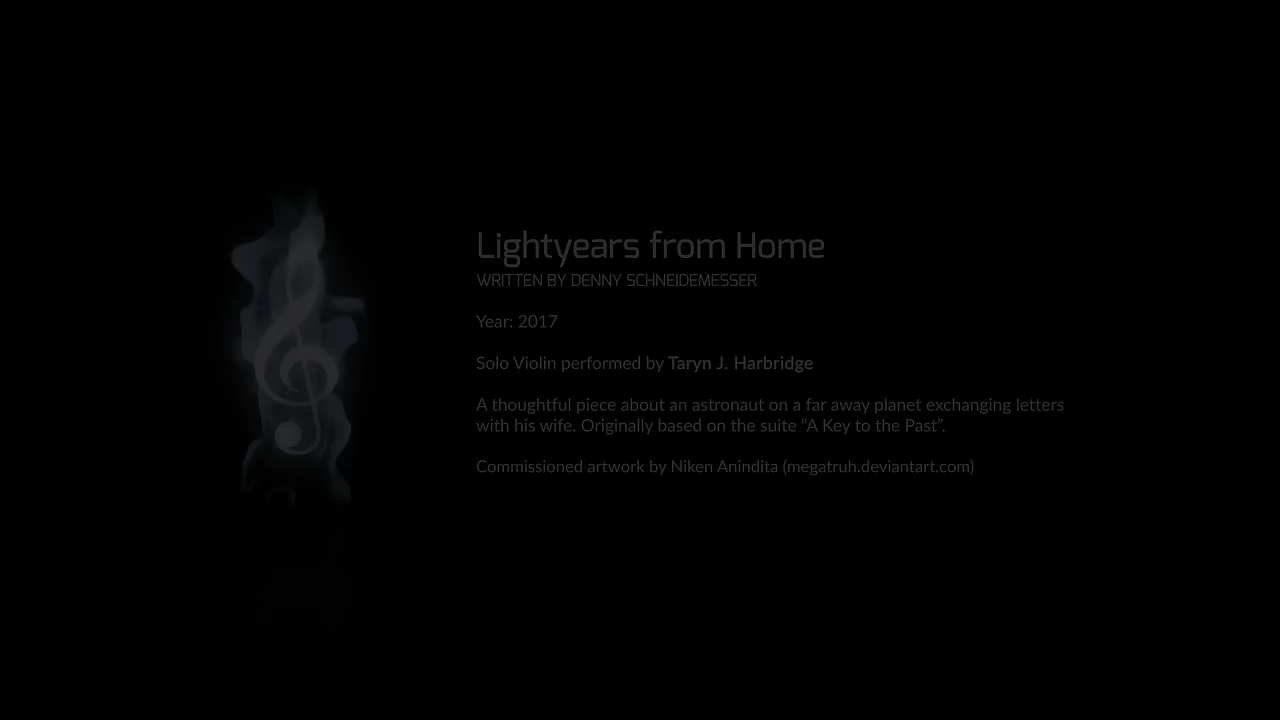 Lightyears from Home
WRITTEN BY DENNY SCHNEIDEMESSER
Year: 2017
Solo Violin performed by Taryn J. Harbridge
A thoughtful piece about an astronaut on a far away planet exchanging letters
with his wife. Originally based on the suite “A Key to the Past”.
Commissioned artwork by Niken Anindita (megatruh.deviantart.com)